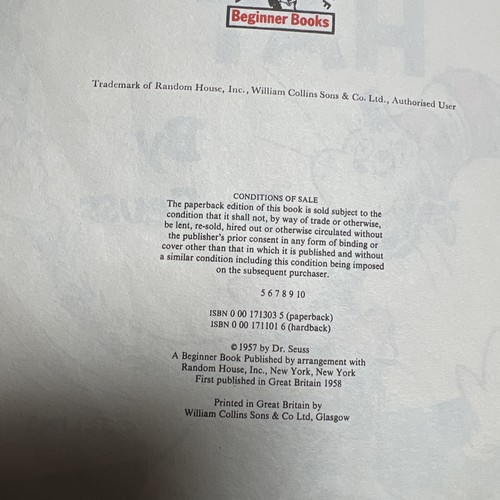 Beginner Books
Trademark of Random House, Inc., William Collins Sons & Co. Ltd., Authorised User
CONDITIONS OF SALE
The paperback edition of this book is sold subject to the
condition that it shall not, by way of trade or otherwise,
be lent, re-sold, hired out or otherwise circulated without
the publisher's prior consent in any form of binding or
cover other than that in which it is published and without
a similar condition including this condition being imposed
on the subsequent purchaser.
5 6 7 8 9 10
ISBN 0 00 171303 5 (paperback)
ISBN 0 00 171101 6 (hardback)
© 1957 by Dr. Seuss
A Beginner Book Published by arrangement with
Random House, Inc., New York, New York
First published in Great Britain 1958
Printed in Great Britain by
William Collins Sons & Co Ltd, Glasgow